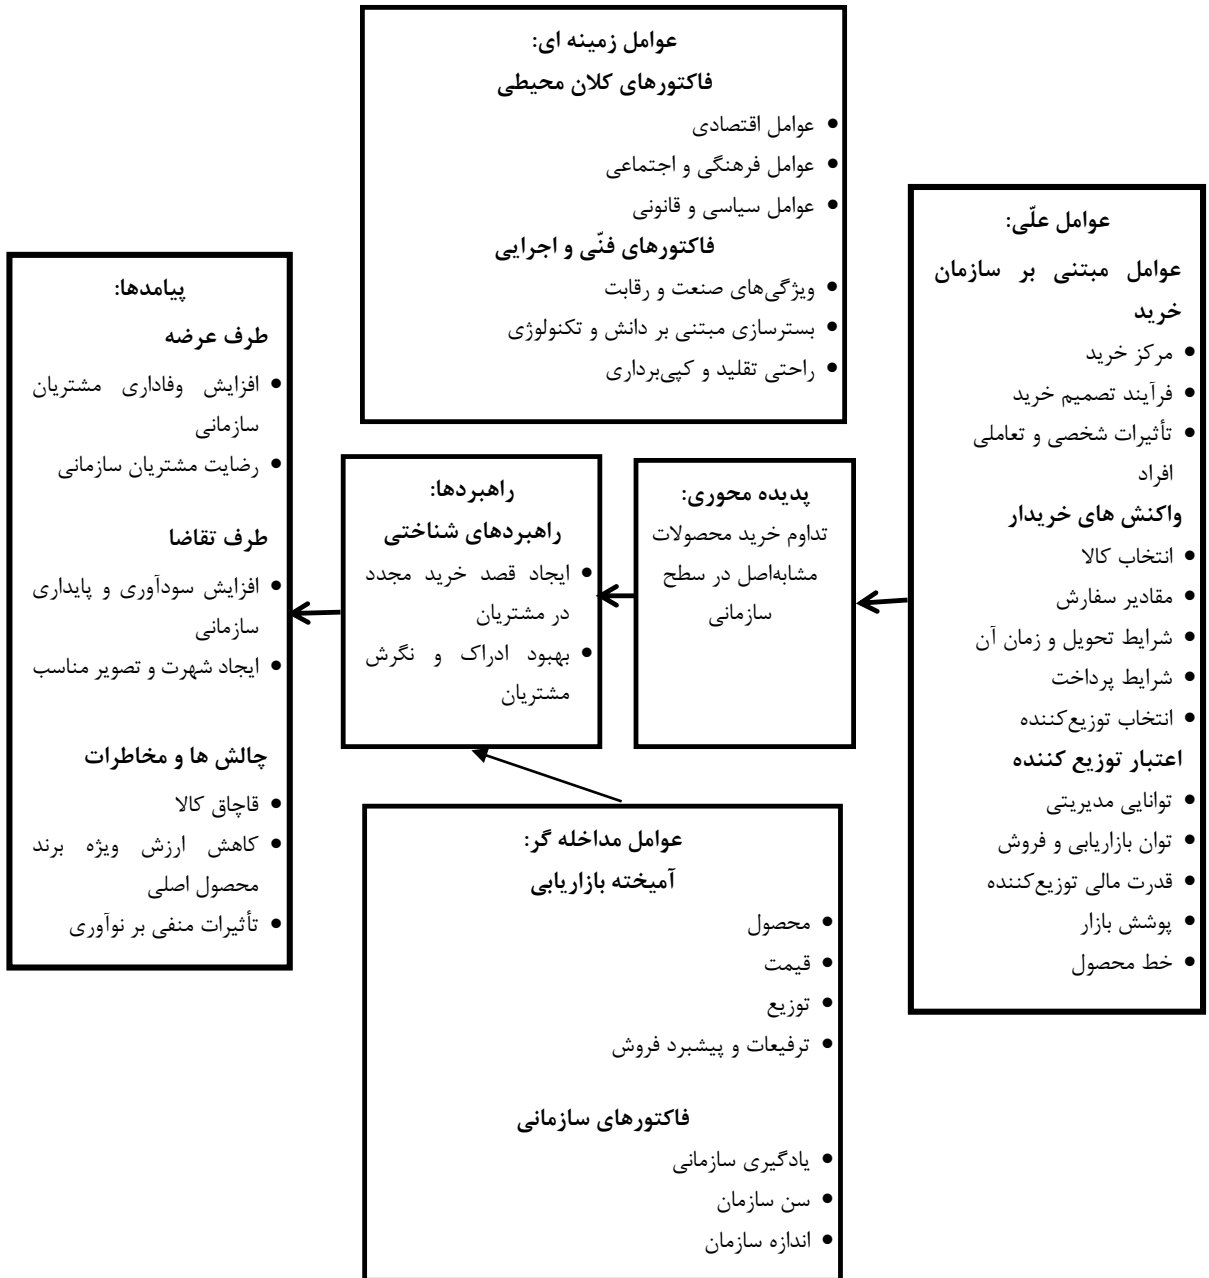 عوامل زمینه ای:
فاکتورهای کلان محیطی
• عوامل اقتصادی
• عوامل فرهنگی و اجتماعی
• عوامل سیاسی و قانونی
فاکتورهای فنّی و اجرایی
• ویژگی‌های صنعت و رقابت
• بسترسازی مبتنی بر دانش و تکنولوژی
• راحتی تقلید و کپی‌برداری
عوامل علّی:
عوامل مبتنی بر سازمان
خرید
• مرکز خرید
• فرآیند تصمیم خرید
• تأثیرات شخصی و تعاملی
افراد
واکنش های خریدار
• انتخاب کالا
• مقادیر سفارش
• شرایط تحویل و زمان آن
• شرایط پرداخت
• انتخاب توزیع‌کننده
اعتبار توزیع کننده
• توانایی مدیریتی
• توان بازاریابی و فروش
• قدرت مالی توزیع‌کننده
• پوشش بازار
• خط محصول
پدیده محوری:
تداوم خرید محصولات
مشابه‌اصل در سطح
سازمانی
راهبردها:
راهبردهای شناختی
• ایجاد قصد خرید مجدد
در مشتریان
• بهبود ادراک و نگرش
مشتریان
عوامل مداخله گر:
آمیخته بازاریابی
• محصول
• قیمت
• توزیع
• ترفیعات و پیشبرد فروش
فاکتورهای سازمانی
• یادگیری سازمانی
• سن سازمان
• اندازه سازمان
پیامدها:
طرف عرضه
• افزایش وفاداری مشتریان
سازمانی
• رضایت مشتریان سازمانی
طرف تقاضا
• افزایش سودآوری و پایداری
سازمانی
• ایجاد شهرت و تصویر مناسب
چالش ها و مخاطرات
• قاچاق کالا
• کاهش ارزش ویژه برند
محصول اصلی
• تأثیرات منفی بر نوآوری